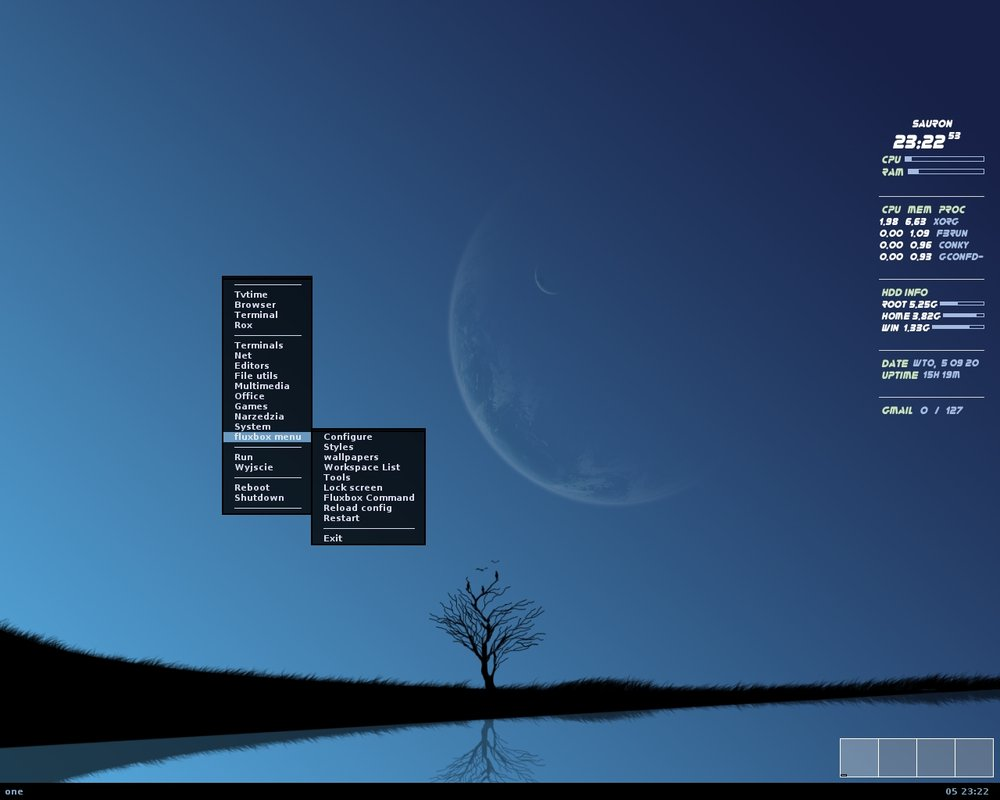 Tvtime
Browser
Terminal
Rox
Terminals
Net
Editors
File utils
Multimedia
Office
Games
Narzedzia
System
fluxbox menu
Run
Wyjscie
Reboot
Shutdown
Configure
Styles
wallpapers
Workspace List
Tools
Lock screen
Fluxbox Command
Reload config
Restart
Exit
SAURON
23:22 53
CPU
RAM
CPU MEM PROC
1,98 6,63 XORG
0,00 1,09 FBRUN
0,00 0,96 CONKY
0,00 0,93 GCONFD-
HDD INFO
ROOT 5,25G
HOME 3,82G
WIN 1,33G
DATE WTO, 5 09 20
UPTIME 15H 19M
GMAIL 0 / 127
one
05 23:22